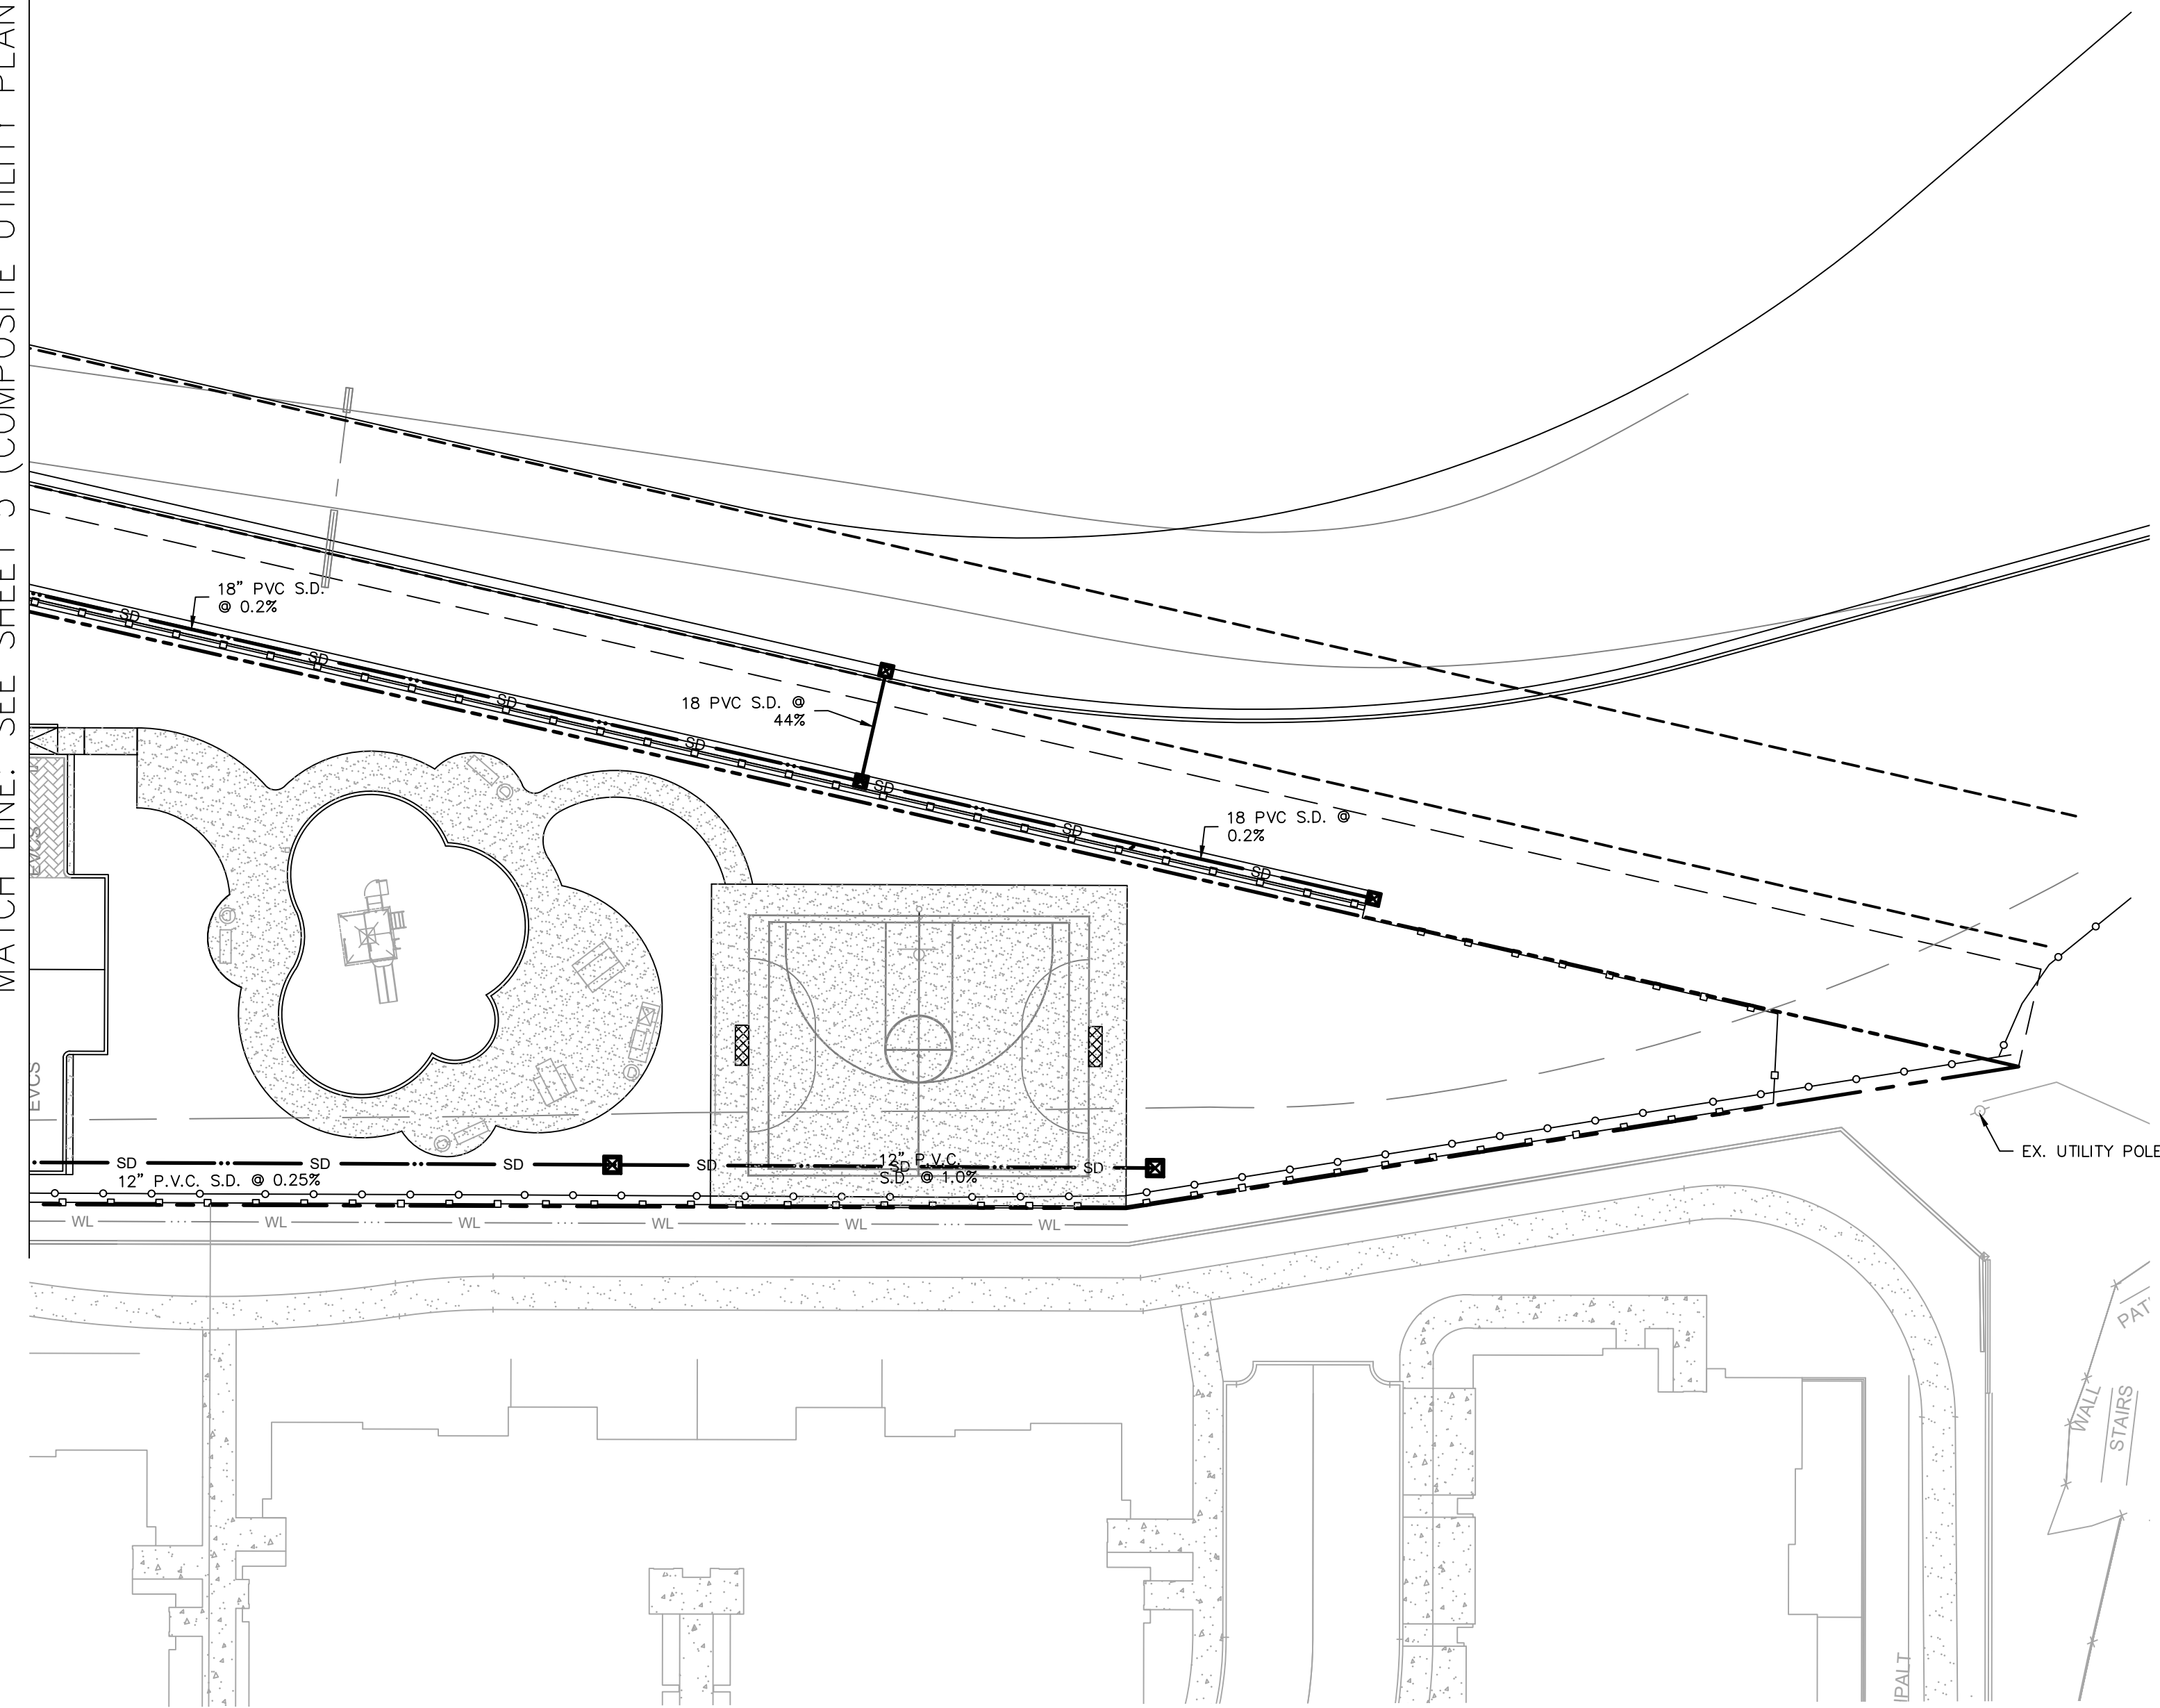 MATCH LINE: SEE SHEET 3 (COMPOSITE UTILITY PLAN
18" PVC S.D.
@ 0.2%
SD
SD
SD
SD
18 PVC S.D. @
44%
SD
SD
SD
18 PVC S.D. @
0.2%
EVCS
EVCS
SD
SD
SD
SD
SD
SD
12" P.V.C. S.D. @ 0.25%
12" P.V.C.
S.D. @ 1.0%
WL
WL
WL
WL
WL
WL
EX. UTILITY POLE
PAT
WALL
STAIRS
IPALT